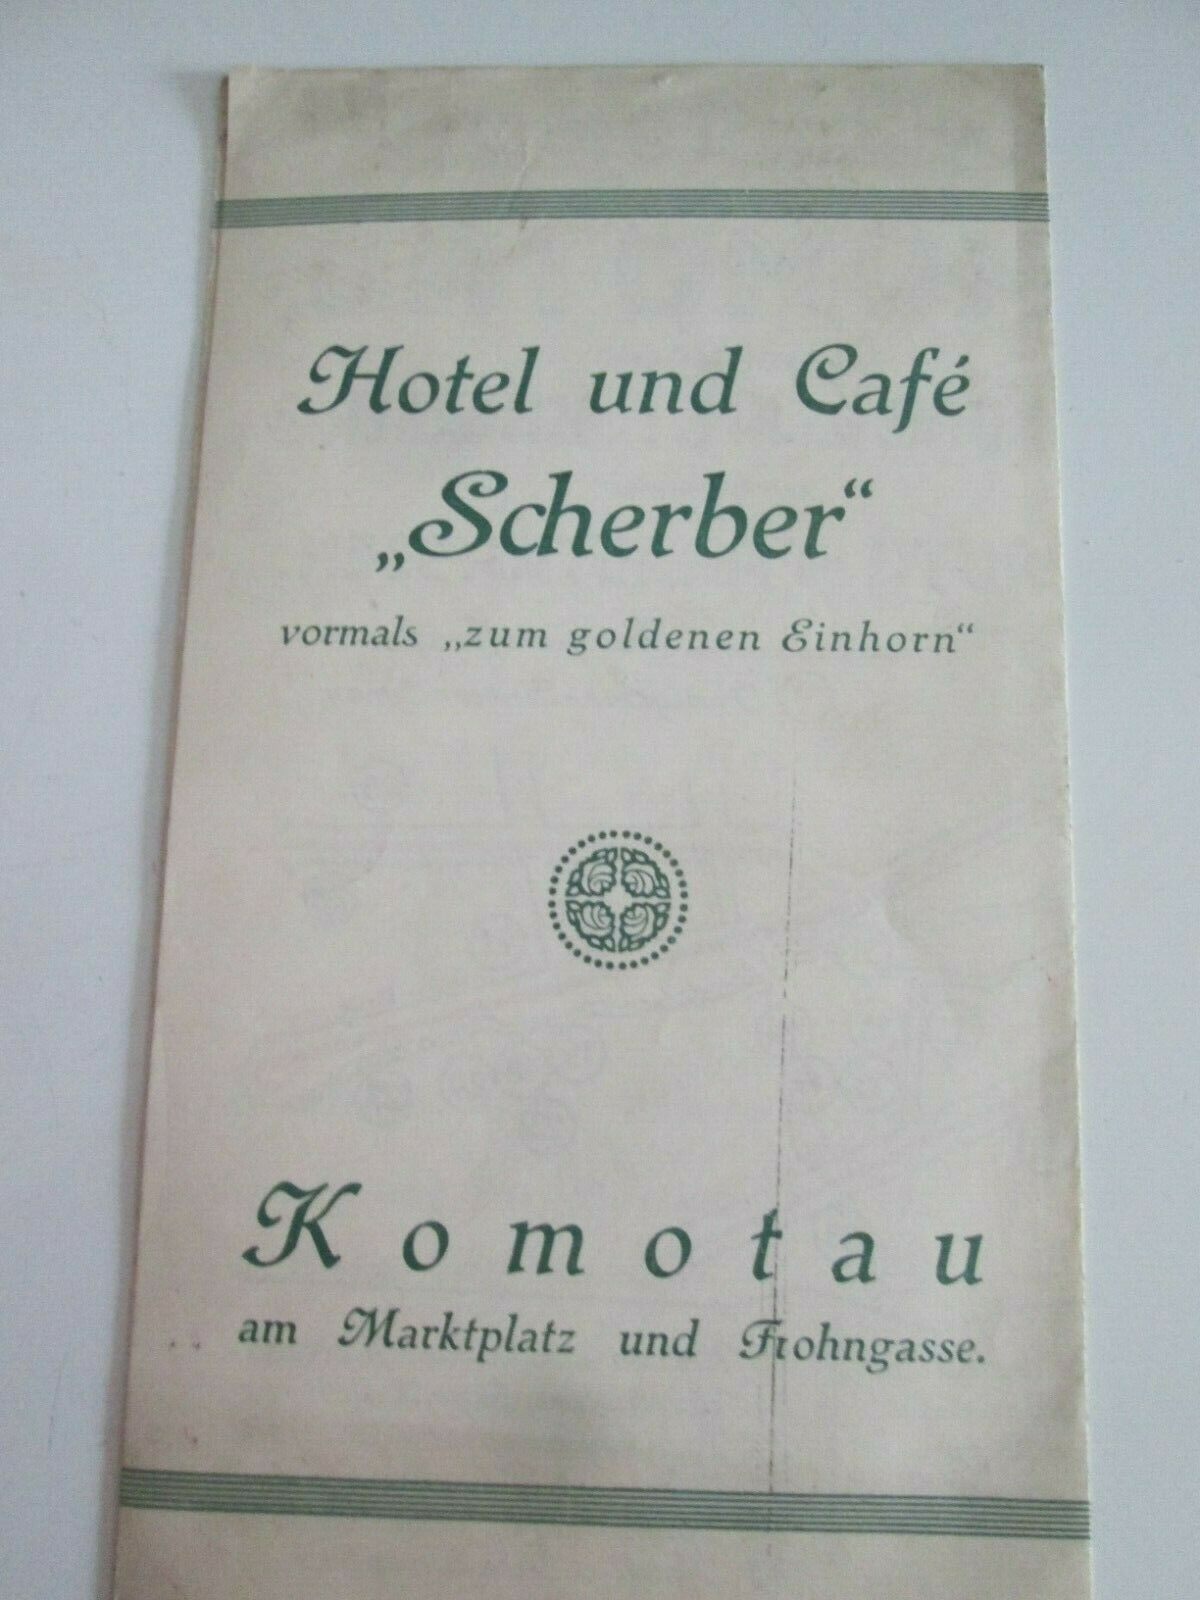 Hotel und Café
„Scherber“
vormals „zum goldenen Einhorn“
Komotau
am Marktplatz und Frohngasse.